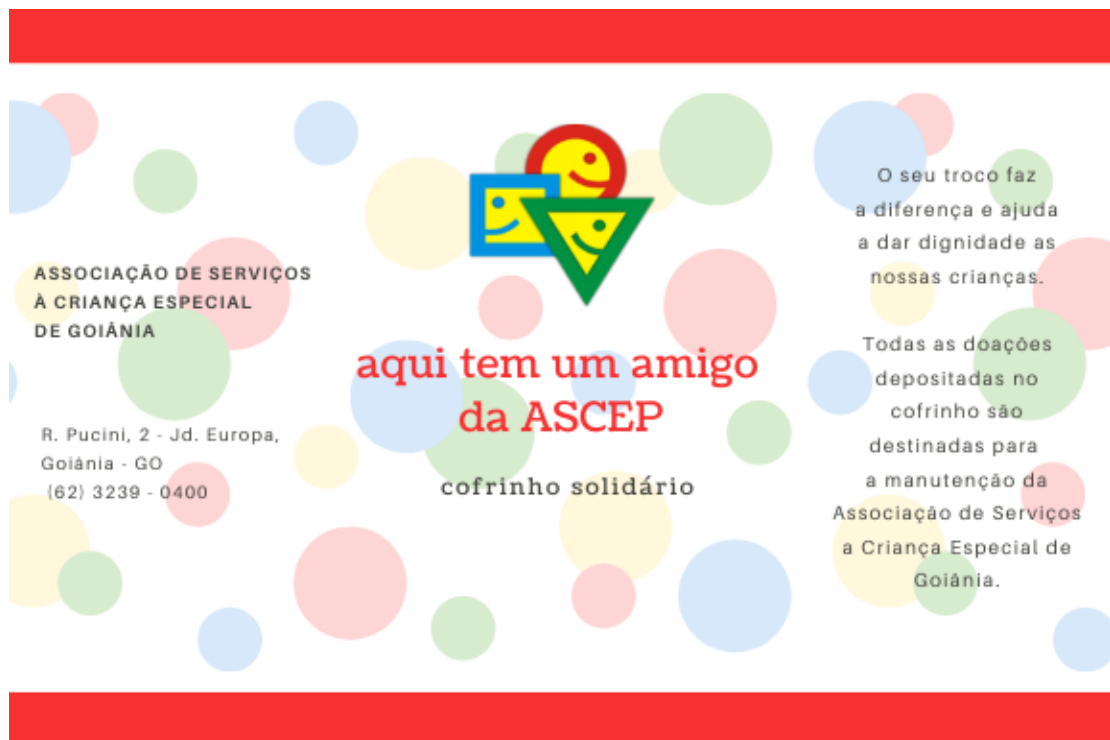 ASSOCIAÇÃO DE SERVIÇOS
À CRIANÇA ESPECIAL
DE GOIÂNIA
R. Pucini, 2 - Jd. Europa,
Goiânia - GO
(62) 3239 - 0400
aqui tem um amigo
da ASCEP
cofrinho solidário
O seu troco faz
a diferença e ajuda
a dar dignidade as
nossas crianças.
Todas as doações
depositadas no
cofrinho são
destinadas para
a manutenção da
Associação de Serviços
a Criança Especial de
Goiânia.